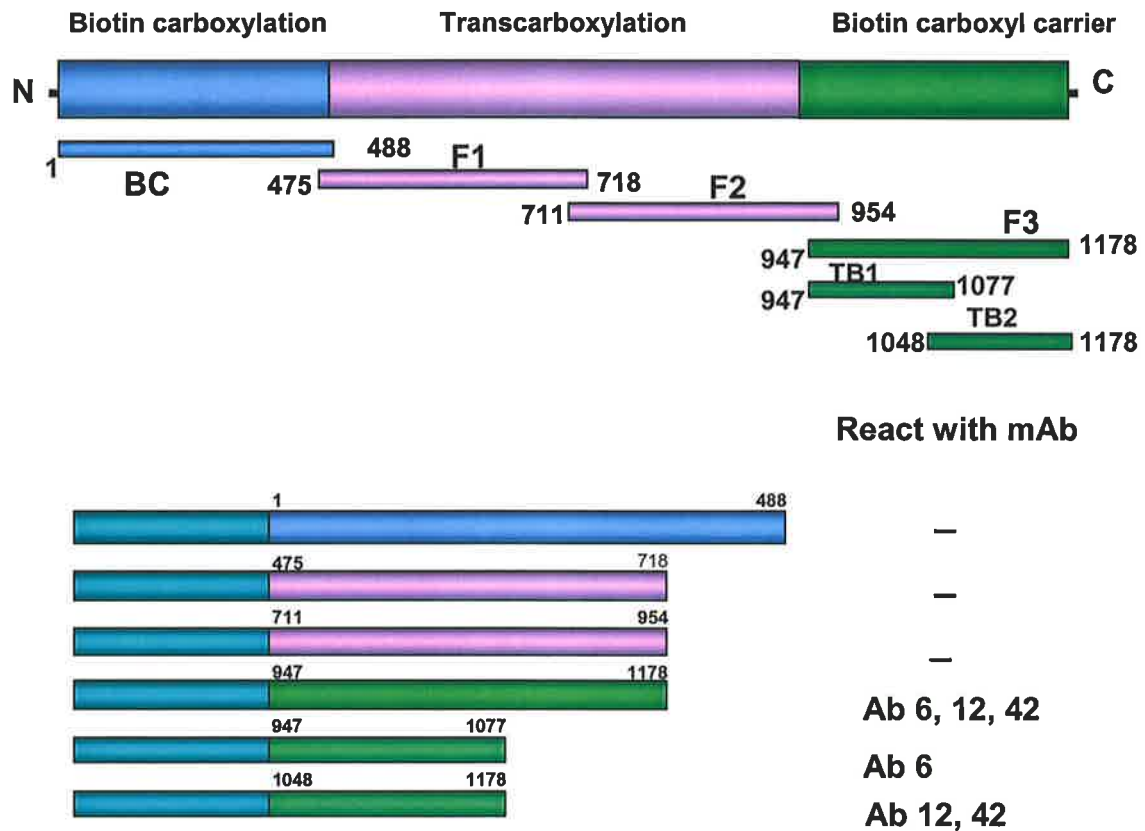 Biotin carboxylation Transcarboxylation Biotin carboxyl carrier
N C
1 BC 488
475 F1 718
711 F2 954
947 F3 1178
947 TB1 1077
1048 TB2 1178
React with mAb
1 488 –
475 718 –
711 954 –
947 1178 Ab 6, 12, 42
947 1077 Ab 6
1048 1178 Ab 12, 42